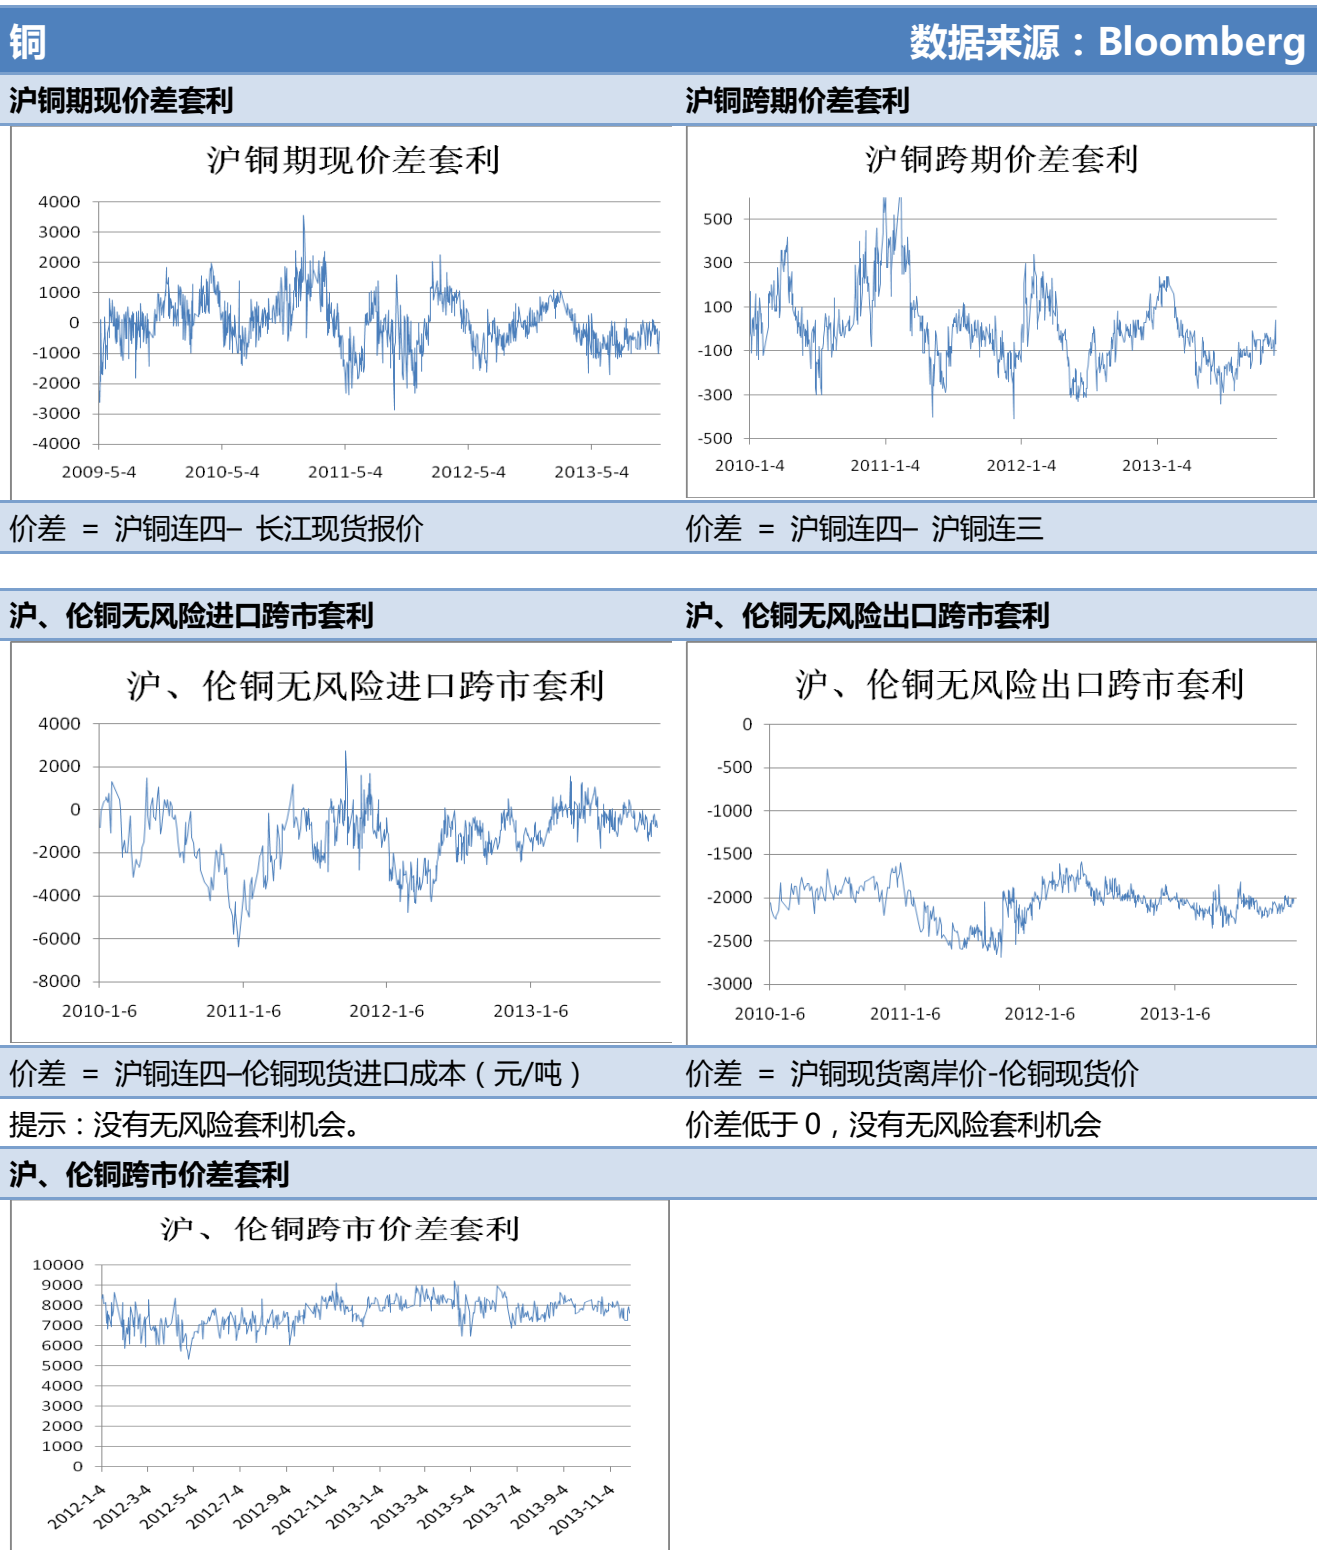 铜 数据来源：Bloomberg
沪铜期现价差套利 沪铜跨期价差套利
沪铜期现价差套利
4000
3000
2000
1000
0
-1000
-2000
-3000
-4000
2009-5-4 2010-5-4 2011-5-4 2012-5-4 2013-5-4
沪铜跨期价差套利
500
300
100
-100
-300
-500
2010-1-4 2011-1-4 2012-1-4 2013-1-4
价差 = 沪铜连四– 长江现货报价 价差 = 沪铜连四– 沪铜连三
沪、伦铜无风险进口跨市套利 沪、伦铜无风险出口跨市套利
沪、伦铜无风险进口跨市套利
4000
2000
0
-2000
-4000
-6000
-8000
2010-1-6 2011-1-6 2012-1-6 2013-1-6
沪、伦铜无风险出口跨市套利
0
-500
-1000
-1500
-2000
-2500
-3000
2010-1-6 2011-1-6 2012-1-6 2013-1-6
价差 = 沪铜连四–伦铜现货进口成本（元/吨） 价差 = 沪铜现货离岸价-伦铜现货价
提示：没有无风险套利机会。 价差低于0，没有无风险套利机会
沪、伦铜跨市价差套利
沪、伦铜跨市价差套利
10000
9000
8000
7000
6000
5000
4000
3000
2000
1000
0
2012-1-4 2012-3-4 2012-5-4 2012-7-4 2012-9-4 2012-11-4 2013-1-4 2013-3-4 2013-5-4 2013-7-4 2013-9-4 2013-11-4